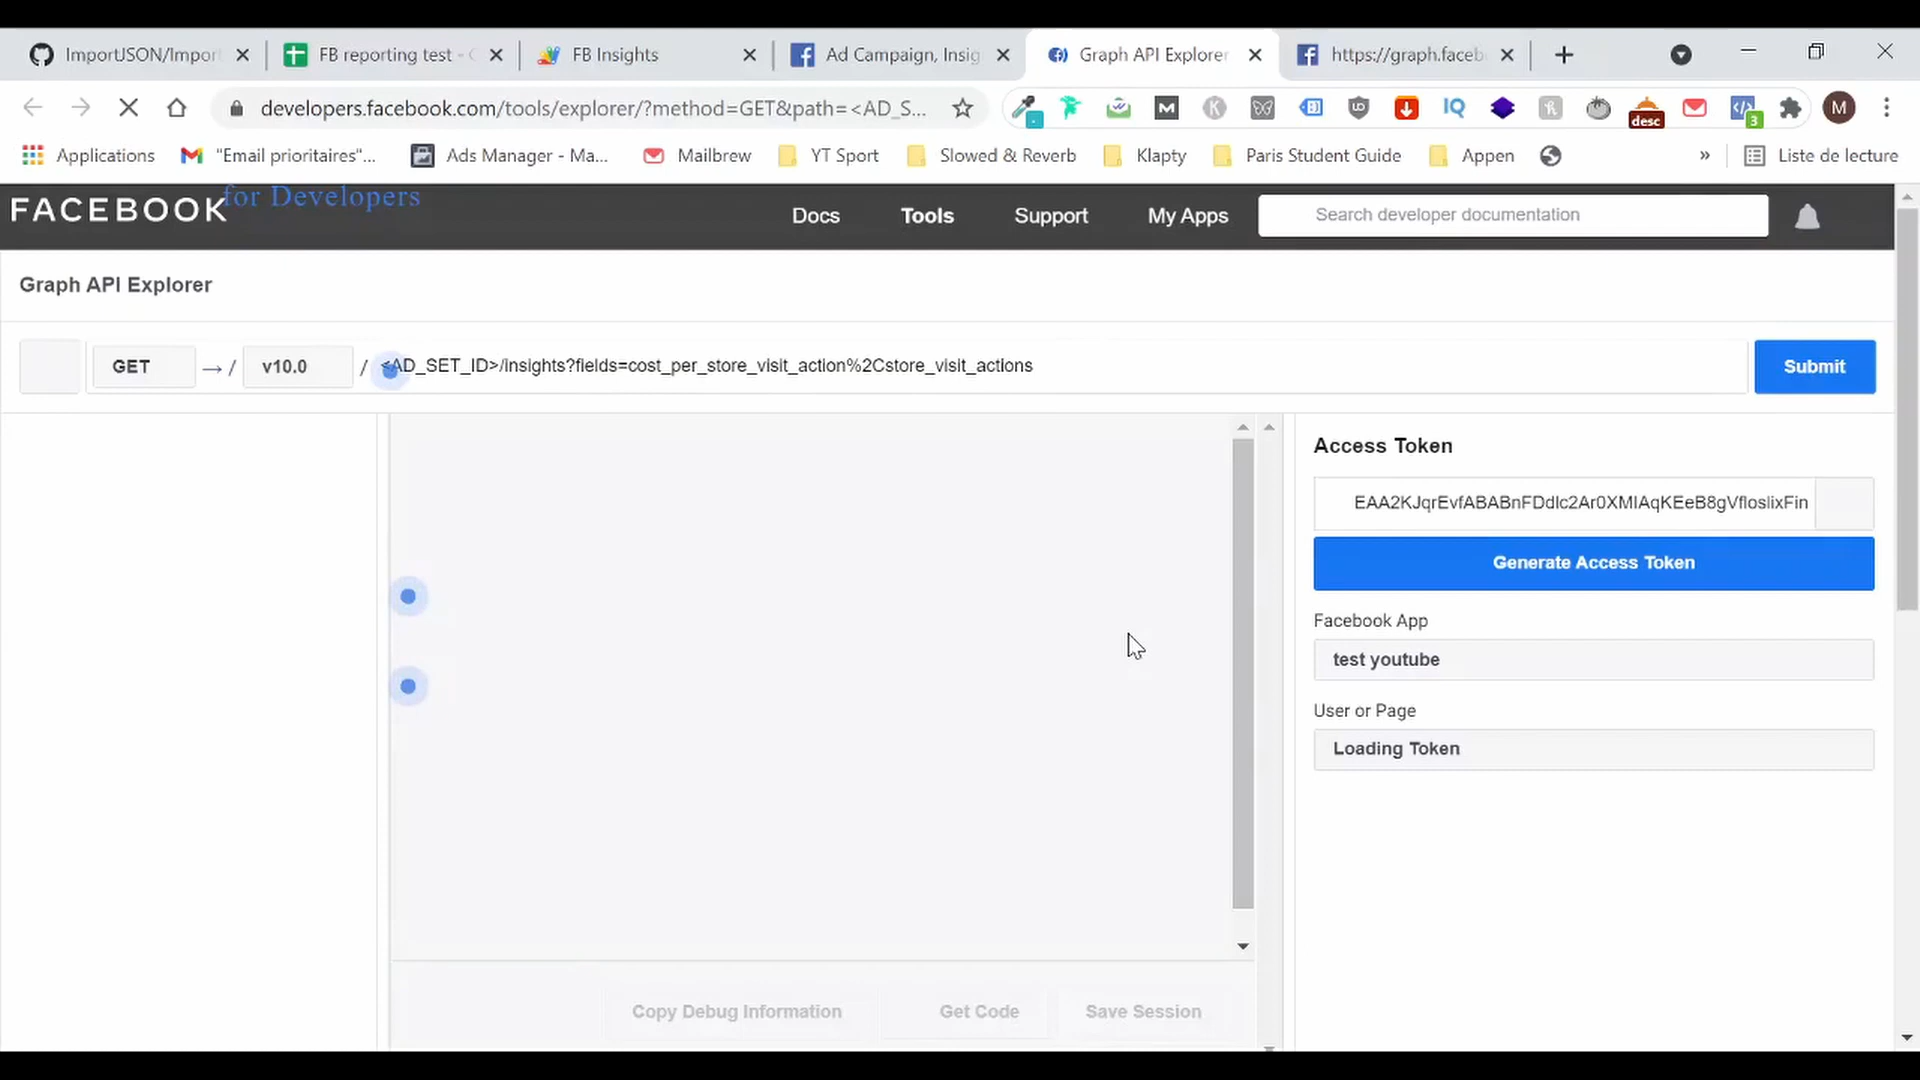 ImportJSON/Impor
FB reporting test -
FB Insights
Ad Campaign, Insig
Graph API Explorer
https://graph.faceb
developers.facebook.com/tools/explorer/?method=GET&path=<AD_S...
desc
3
M
Applications
"Email prioritaires"...
Ads Manager - Ma...
Mailbrew
YT Sport
Slowed & Reverb
Klapty
Paris Student Guide
Appen
»
Liste de lecture
FACEBOOK for Developers
Docs
Tools
Support
My Apps
Search developer documentation
Graph API Explorer
GET → / v10.0 / <AD_SET_ID>/insights?fields=cost_per_store_visit_action%2Cstore_visit_actions
Submit
Access Token
Generate Access Token
Facebook App
test youtube
User or Page
Loading Token
Copy Debug Information
Get Code
Save Session